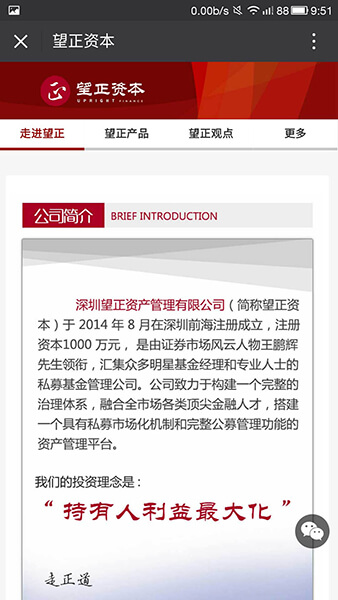 0.00b/s 88 9:51
望正资本
望正资本
UPRIGHT FINANCE
走进望正 望正产品 望正观点 更多
公司简介 BRIEF INTRODUCTION
深圳望正资产管理有限公司（简称望正资
本）于 2014 年 8 月在深圳前海注册成立，注册
资本1000 万元， 是由证券市场风云人物王鹏辉
先生领衔，汇集众多明星基金经理和专业人士的
私募基金管理公司。公司致力于构建一个完整的
治理体系，融合全市场各类顶尖金融人才，搭建
一个具有私募市场化机制和完整公募管理功能的
资产管理平台。
我们的投资理念是：
“持有人利益最大化”
走正道